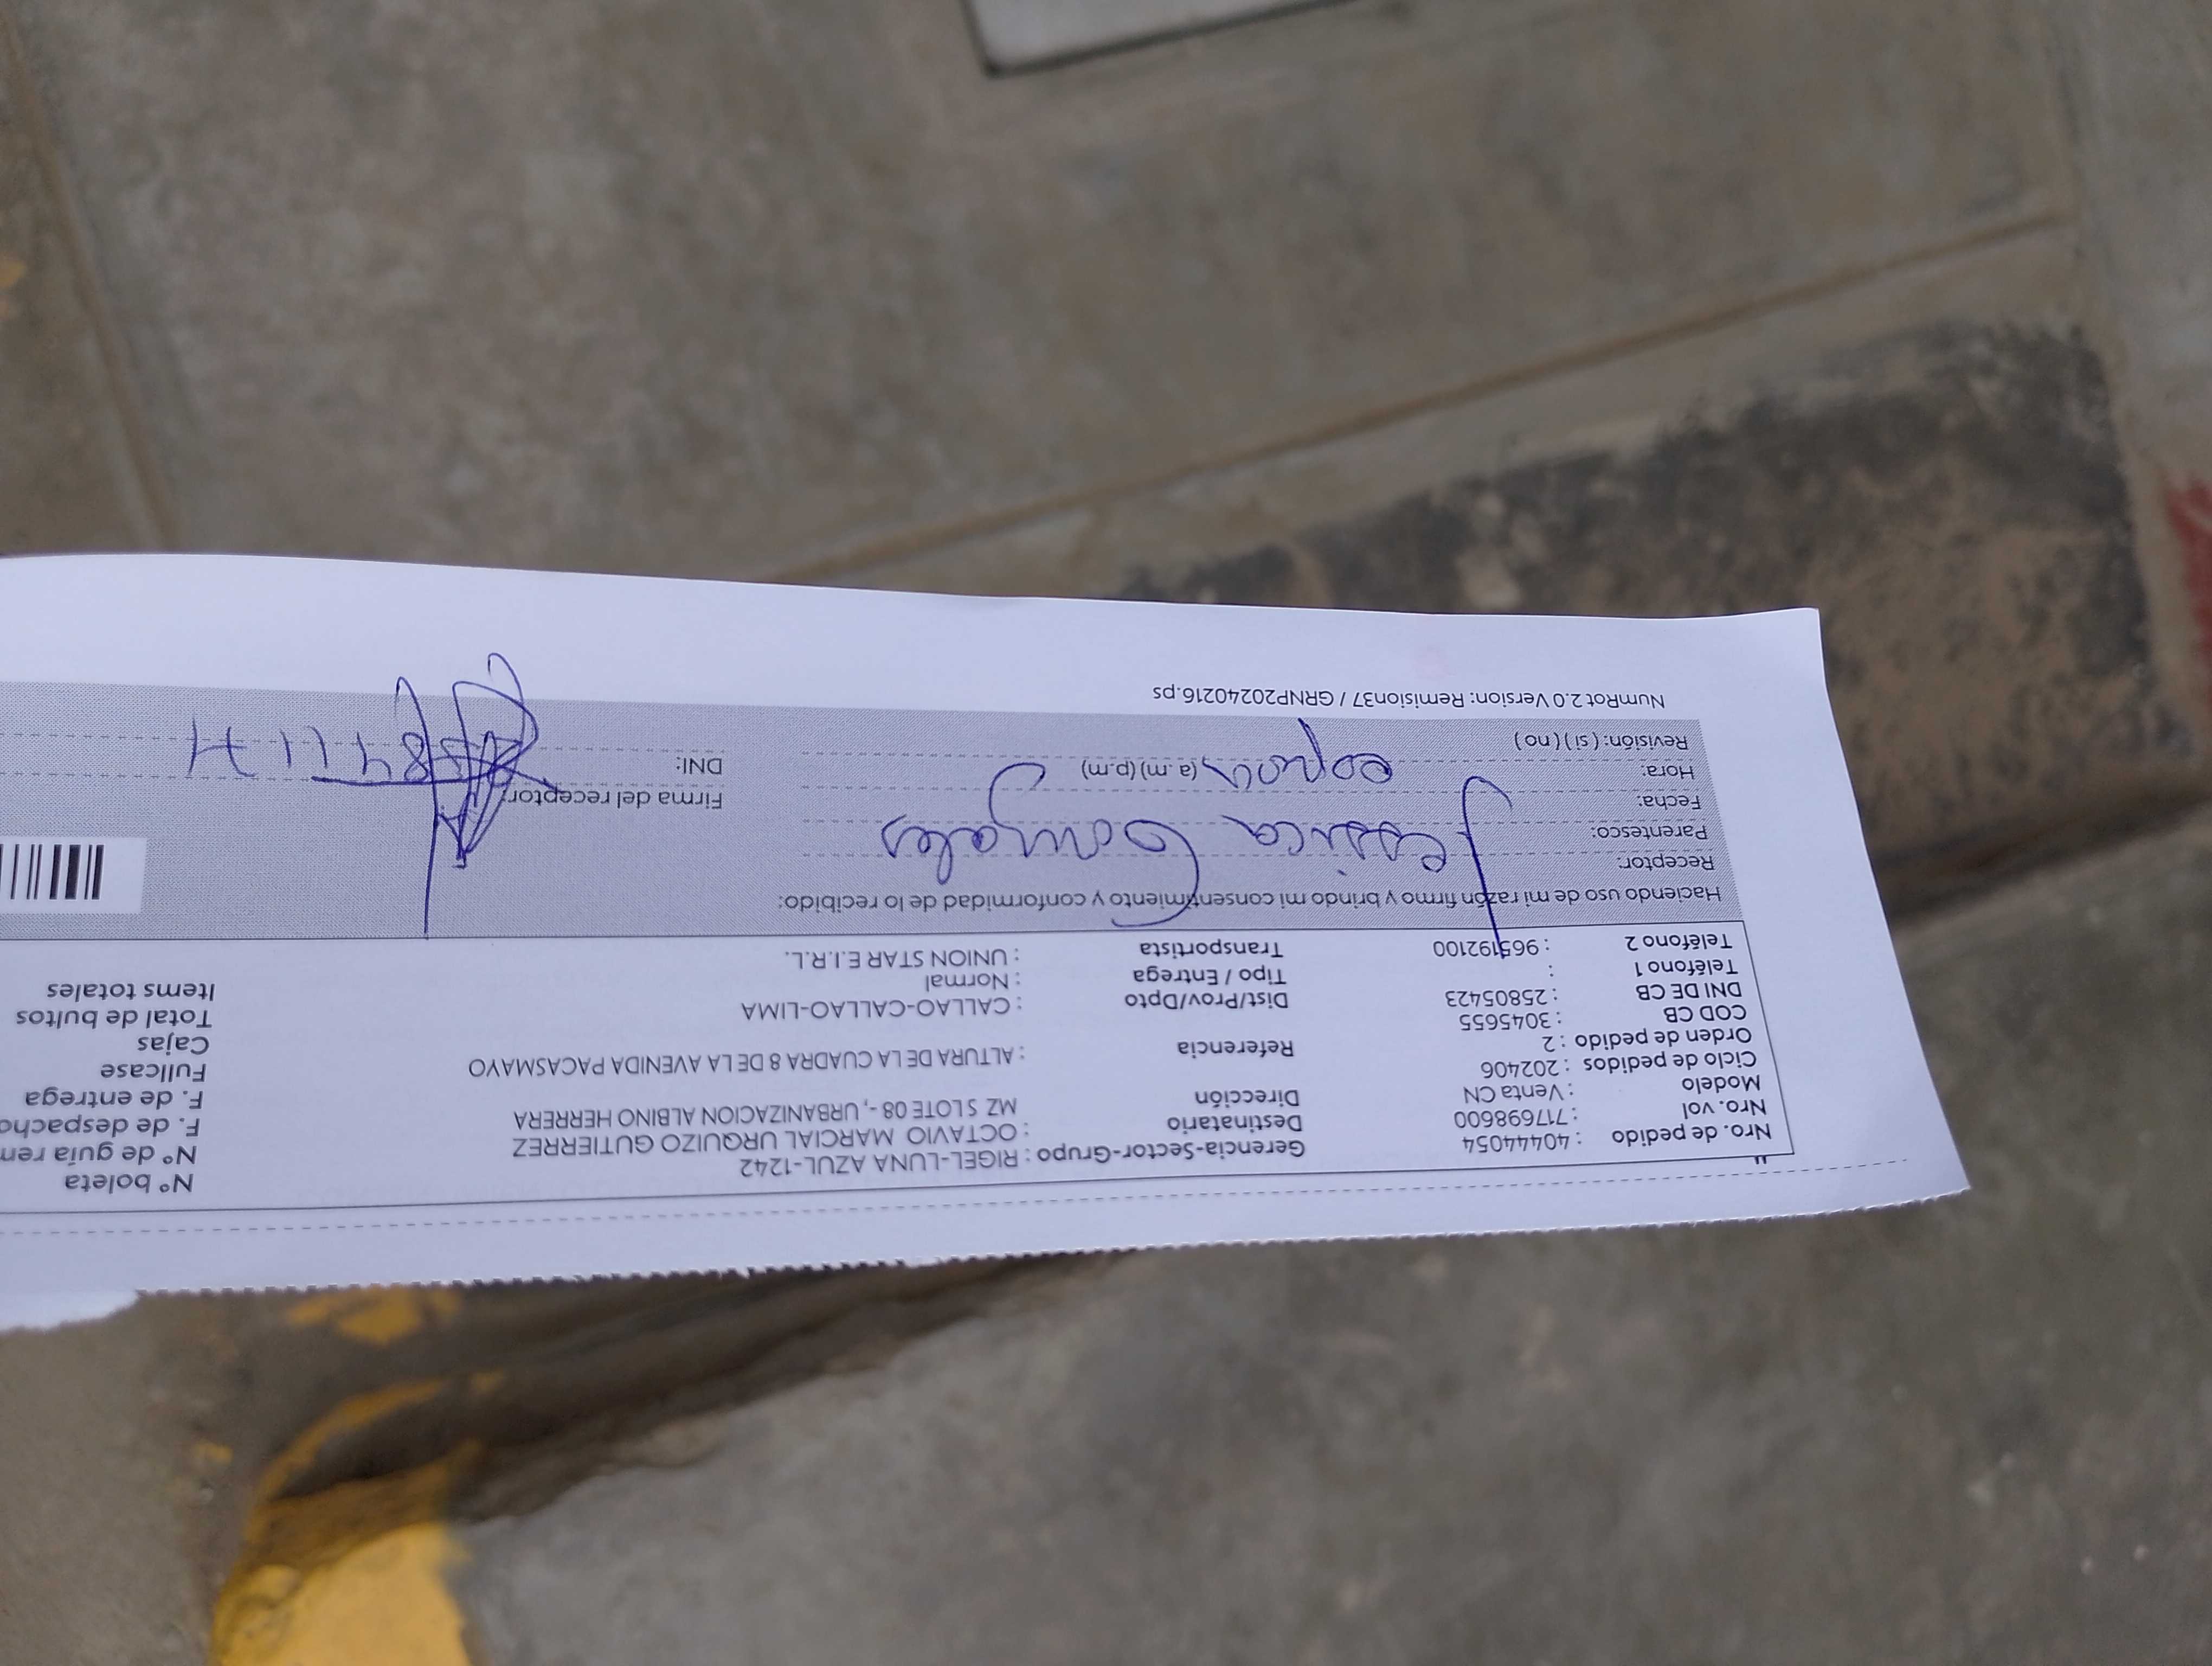 Nro. de pedido : 40444054 Gerencia-Sector-Grupo : RIGEL-LUNA AZUL-1242 Nº boleta
Nro. vol : 717698600 Destinatario : OCTAVIO MARCIAL URQUIZO GUTIERREZ Nº de guía rem
Modelo : Venta CN Dirección MZ S LOTE 08 -, URBANIZACION ALBINO HERRERA F. de despacho
Ciclo de pedidos : 202406 F. de entrega
Orden de pedido : 2 Referencia : ALTURA DE LA CUADRA 8 DE LA AVENIDA PACASMAYO Fullcase
COD CB : 3045655 Cajas
DNI DE CB : 25805423 Dist/Prov/Dpto : CALLAO-CALLAO-LIMA Total de bultos
Teléfono 1 : Tipo / Entrega : Normal Items totales
Teléfono 2 : 965192100 Transportista : UNION STAR E.I.R.L.
Haciendo uso de mi razón firmo y brindo mi consentimiento y conformidad de lo recibido:
Receptor: Jessica Gonzales
Parentesco:
Fecha: Firma del receptor:
Hora: esposa (a.m) (p.m) DNI:
Revisión: (si) (no)
NumRot 2.0 Version: Remision37 / GRNP20240216.ps